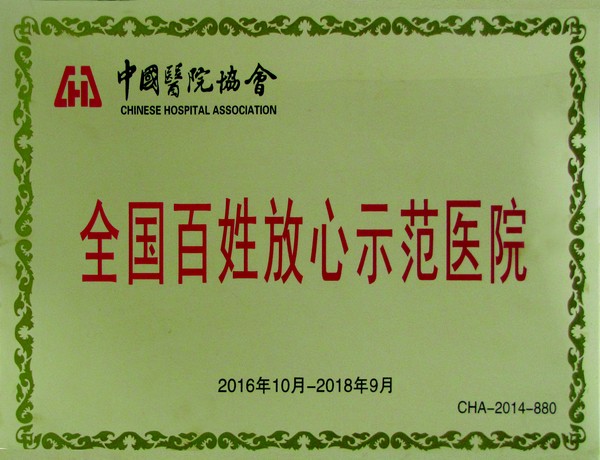 中國醫院協會
CHINESE HOSPITAL ASSOCIATION
全国百姓放心示范医院
2016年10月-2018年9月
CHA-2014-880